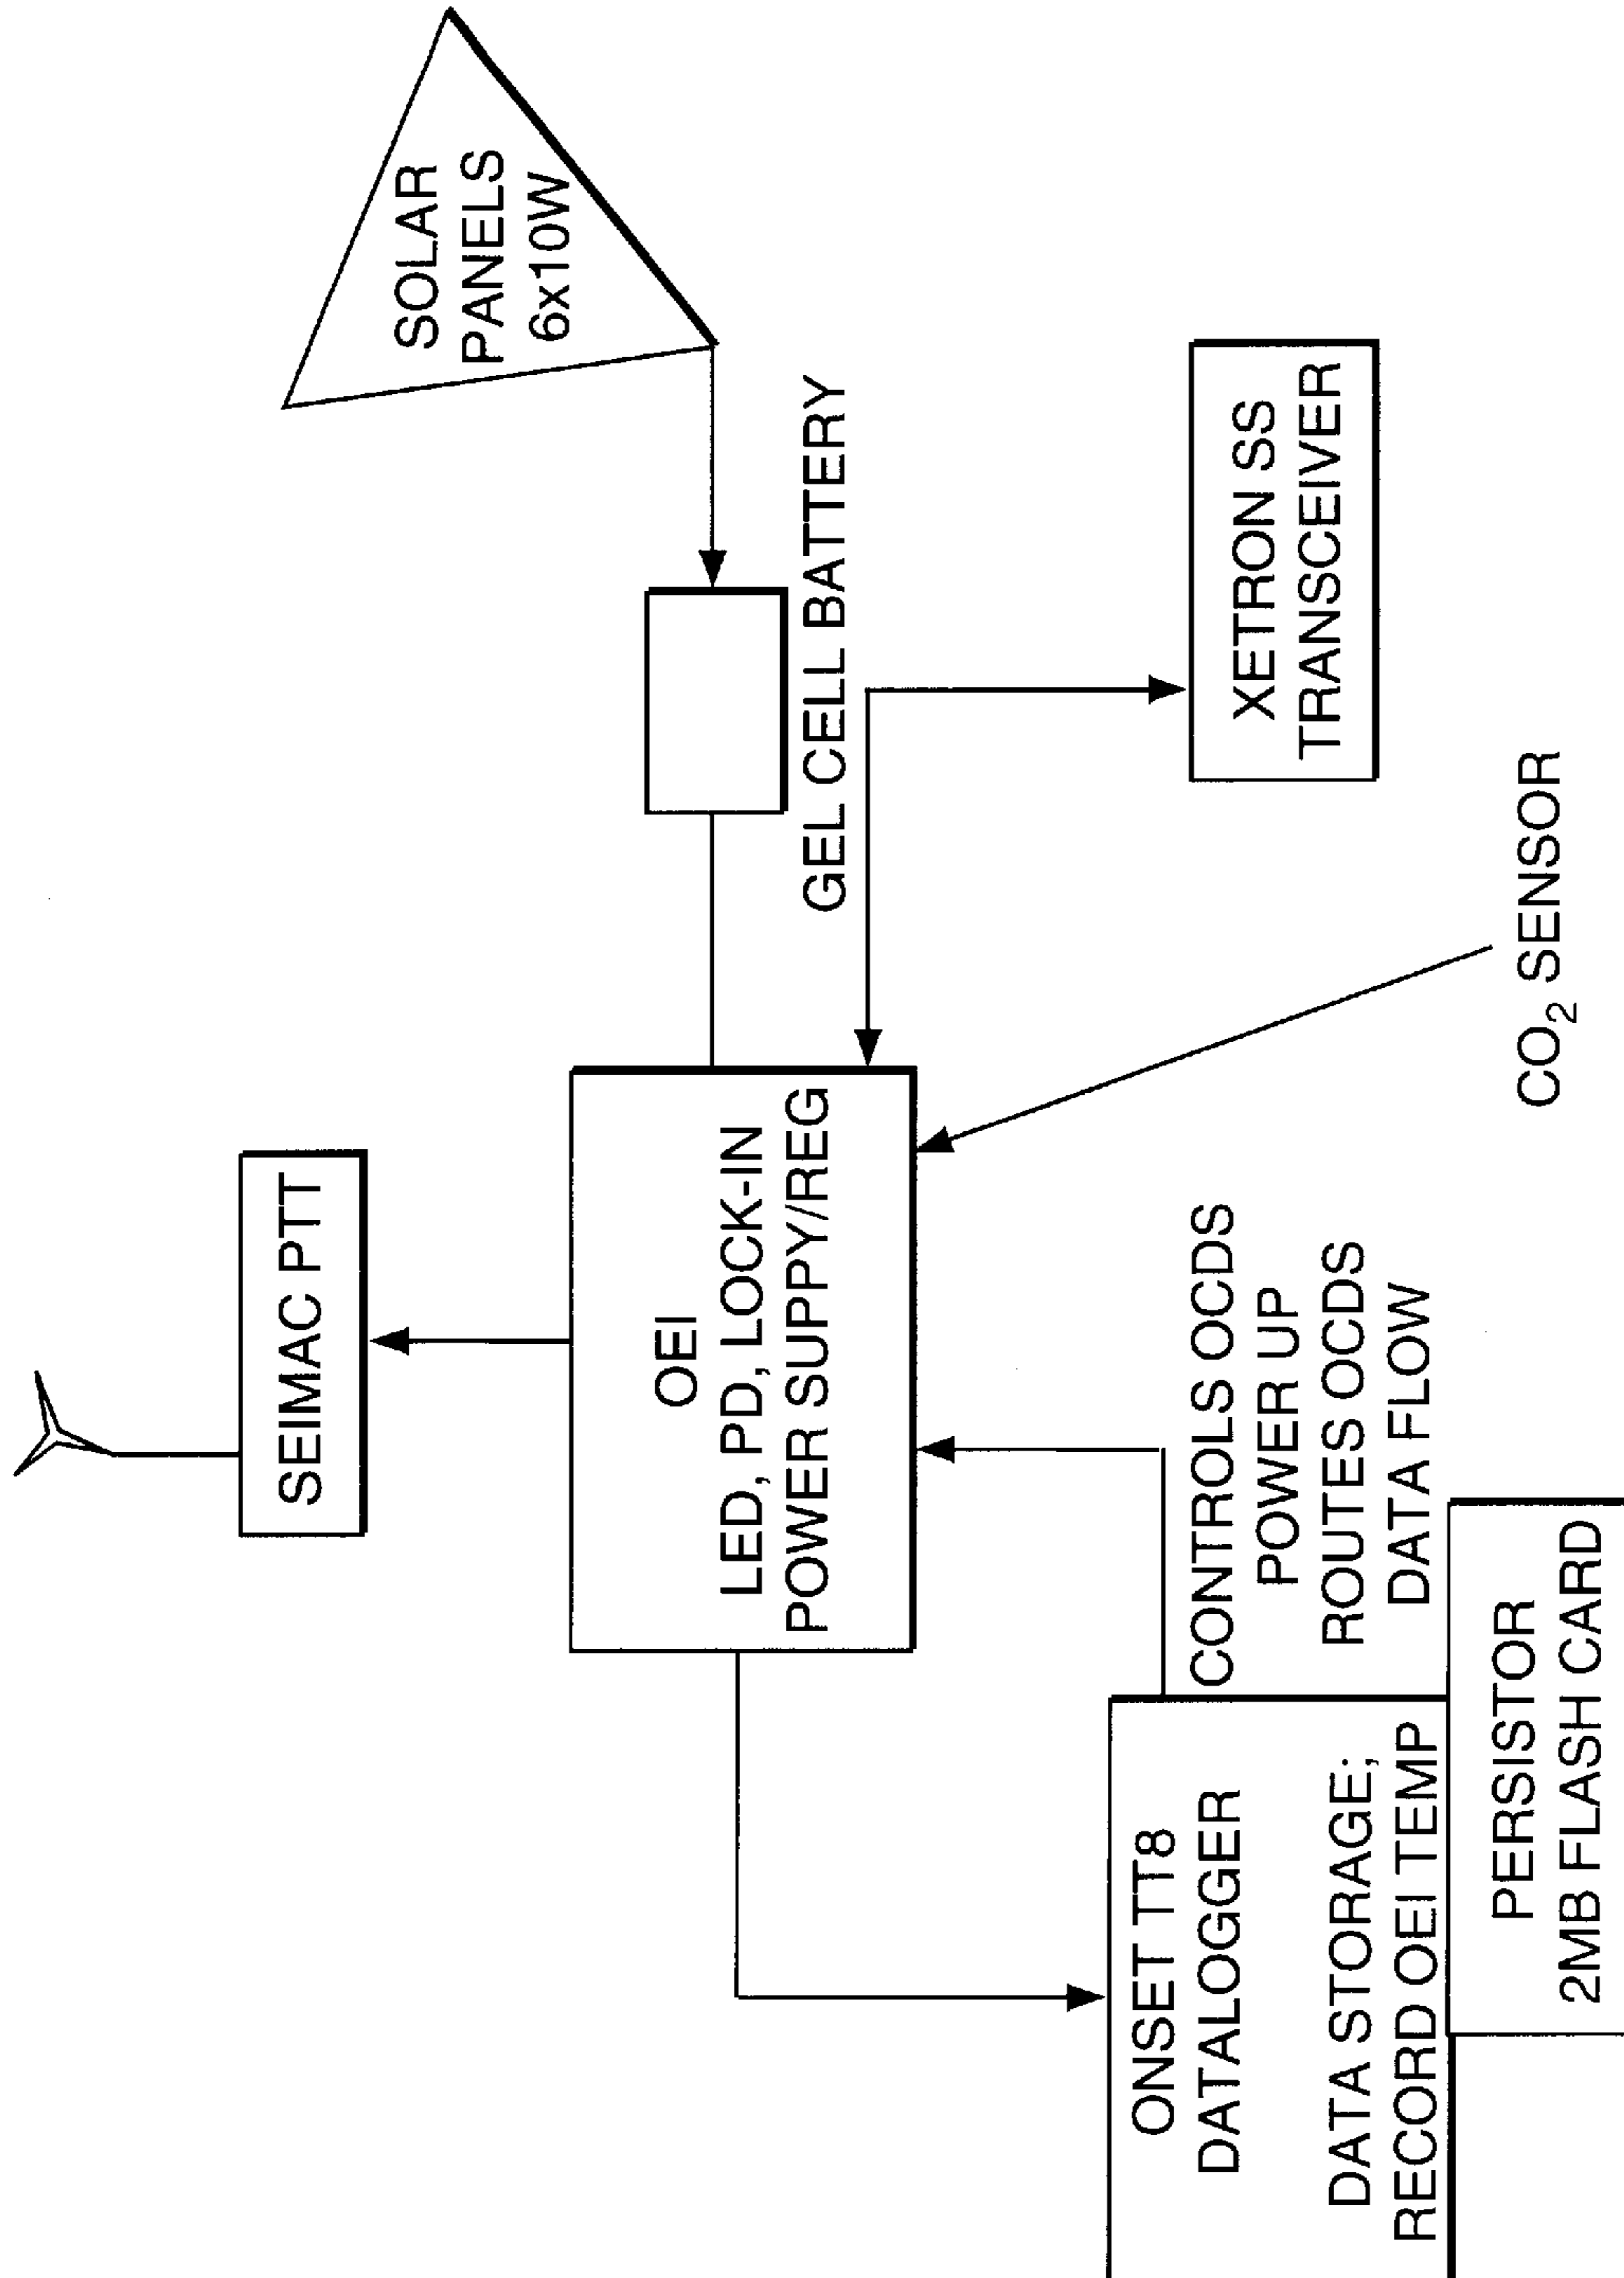 SEIMAC PTT
SOLAR
PANELS
6x10W
OEI
LED, PD, LOCK-IN
POWER SUPPY/REG
GEL CELL BATTERY
ONSET TT8
DATALOGGER
DATA STORAGE;
RECORD OEI TEMP
CONTROLS OCDS
POWER UP
ROUTES OCDS
DATA FLOW
XETRON SS
TRANSCEIVER
PERSISTOR
2MB FLASH CARD
CO₂ SENSOR